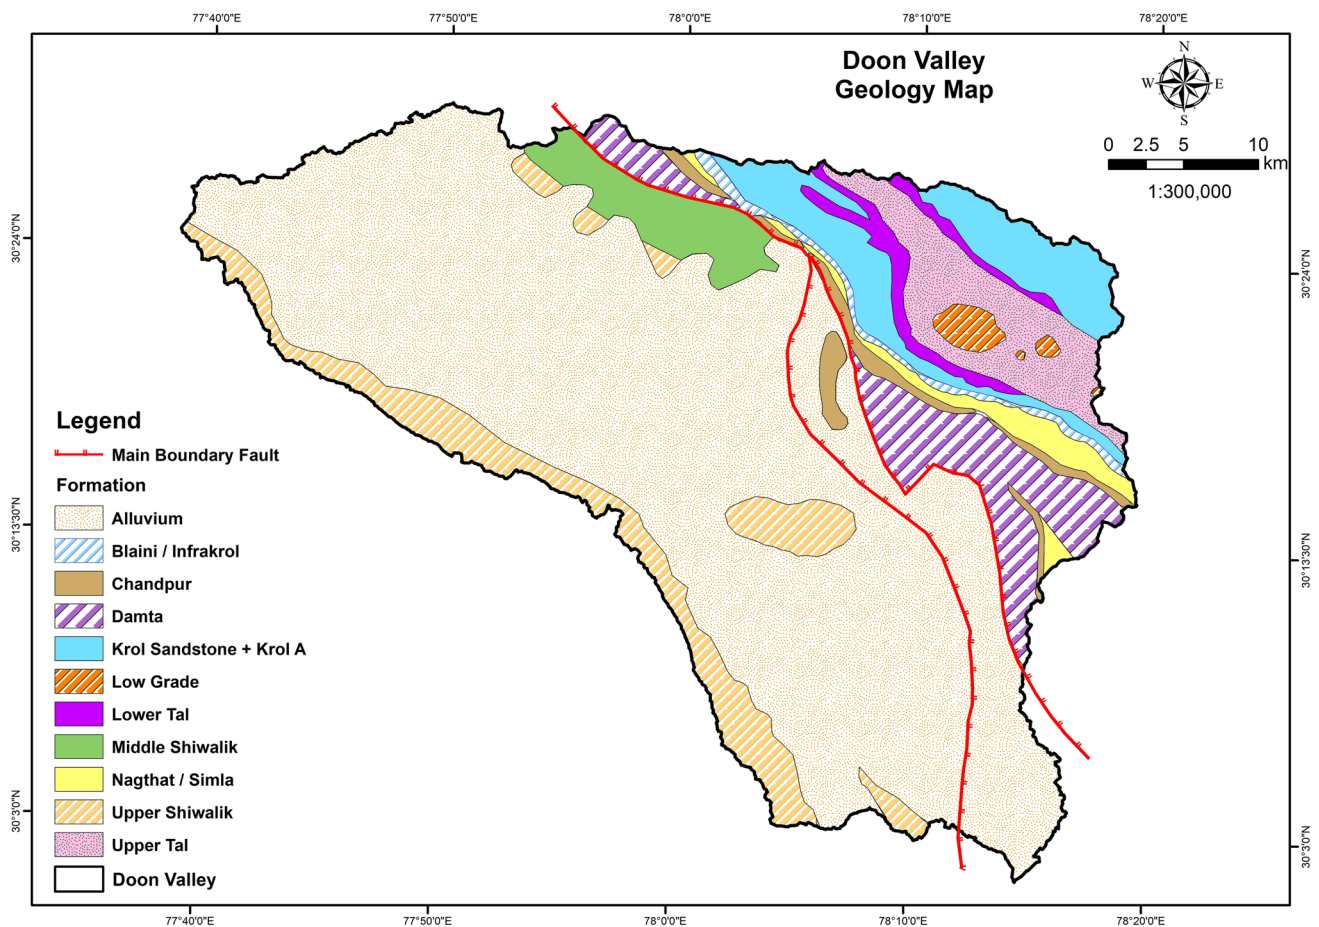 77°40'0"E 77°50'0"E 78°0'0"E 78°10'0"E 78°20'0"E
Doon Valley
Geology Map
N
W E
S
0 2.5 5 10
km
1:300,000
30°24'0"N
30°24'0"N
30°13'30"N
30°13'30"N
30°3'0"N
30°3'0"N
Legend
Main Boundary Fault
Formation
Alluvium
Blaini / Infrakrol
Chandpur
Damta
Krol Sandstone + Krol A
Low Grade
Lower Tal
Middle Shiwalik
Nagthat / Simla
Upper Shiwalik
Upper Tal
Doon Valley
77°40'0"E 77°50'0"E 78°00'0"E 78°10'0"E 78°20'0"E